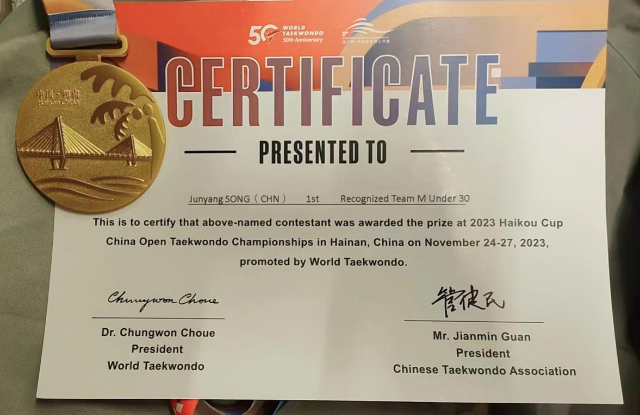 50 WORLD
TAEKWONDO
50th Anniversary
CERTIFICATE
PRESENTED TO
Junyang SONG ( CHN ) 1st Recognized Team M Under 30
This is to certify that above-named contestant was awarded the prize at 2023 Haikou Cup
China Open Taekwondo Championships in Hainan, China on November 24-27, 2023,
promoted by World Taekwondo.
Chungwon Choue
管健民
Dr. Chungwon Choue
President
World Taekwondo
Mr. Jianmin Guan
President
Chinese Taekwondo Association